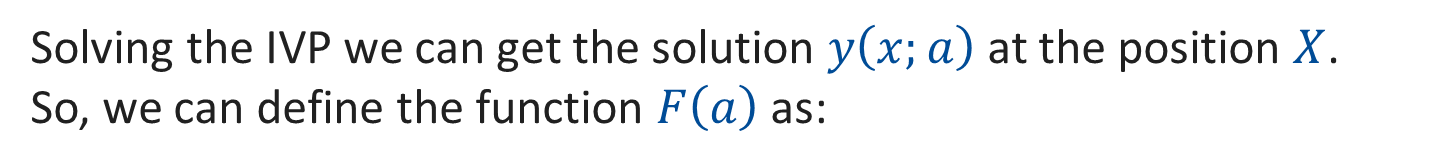 Solving the IVP we can get the solution y(x; a) at the position X.
So, we can define the function F(a) as: